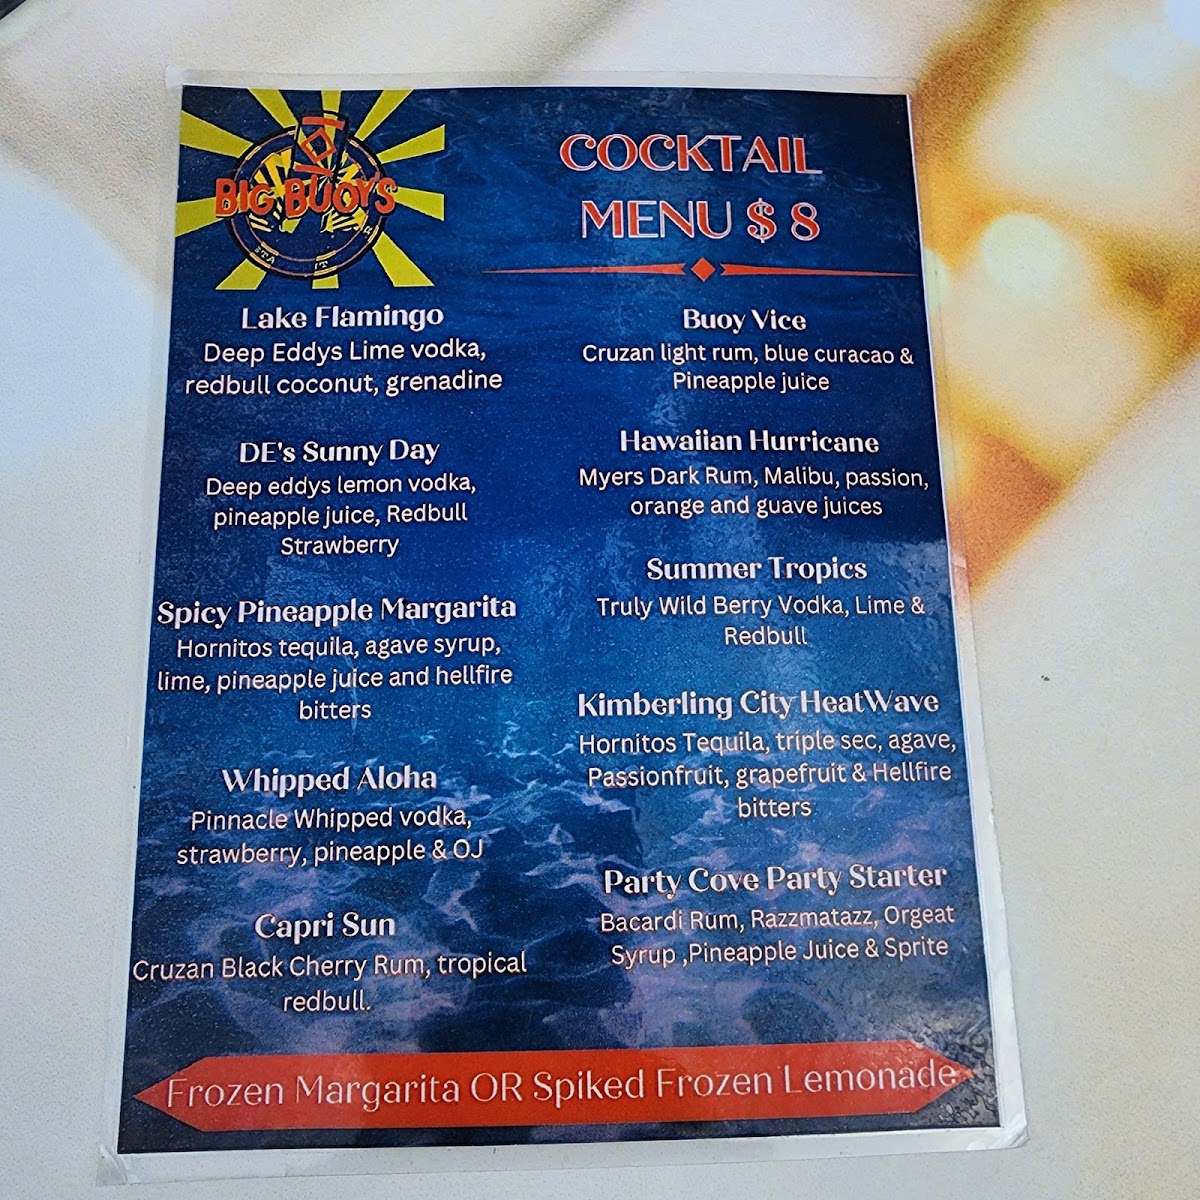 BIG BUOY'S
COCKTAIL
MENU $ 8
Lake Flamingo
Deep Eddys Lime vodka,
redbull coconut, grenadine
DE's Sunny Day
Deep eddys lemon vodka,
pineapple juice, Redbull
Strawberry
Spicy Pineapple Margarita
Hornitos tequila, agave syrup,
lime, pineapple juice and hellfire
bitters
Whipped Aloha
Pinnacle Whipped vodka,
strawberry, pineapple & OJ
Capri Sun
Cruzan Black Cherry Rum, tropical
redbull.
Buoy Vice
Cruzan light rum, blue curacao &
Pineapple juice
Hawaiian Hurricane
Myers Dark Rum, Malibu, passion,
orange and guave juices
Summer Tropics
Truly Wild Berry Vodka, Lime &
Redbull
Kimberling City HeatWave
Hornitos Tequila, triple sec, agave,
Passionfruit, grapefruit & Hellfire
bitters
Party Cove Party Starter
Bacardi Rum, Razzmatazz, Orgeat
Syrup ,Pineapple Juice & Sprite
Frozen Margarita OR Spiked Frozen Lemonade